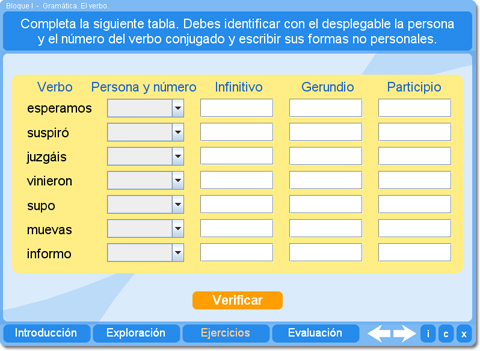 Bloque I - Gramática. El verbo.
Completa la siguiente tabla. Debes identificar con el desplegable la persona
y el número del verbo conjugado y escribir sus formas no personales.
Verbo Persona y número Infinitivo Gerundio Participio
esperamos
suspiró
juzgáis
vinieron
supo
muevas
informo
Verificar
Introducción Exploración Ejercicios Evaluación i c x